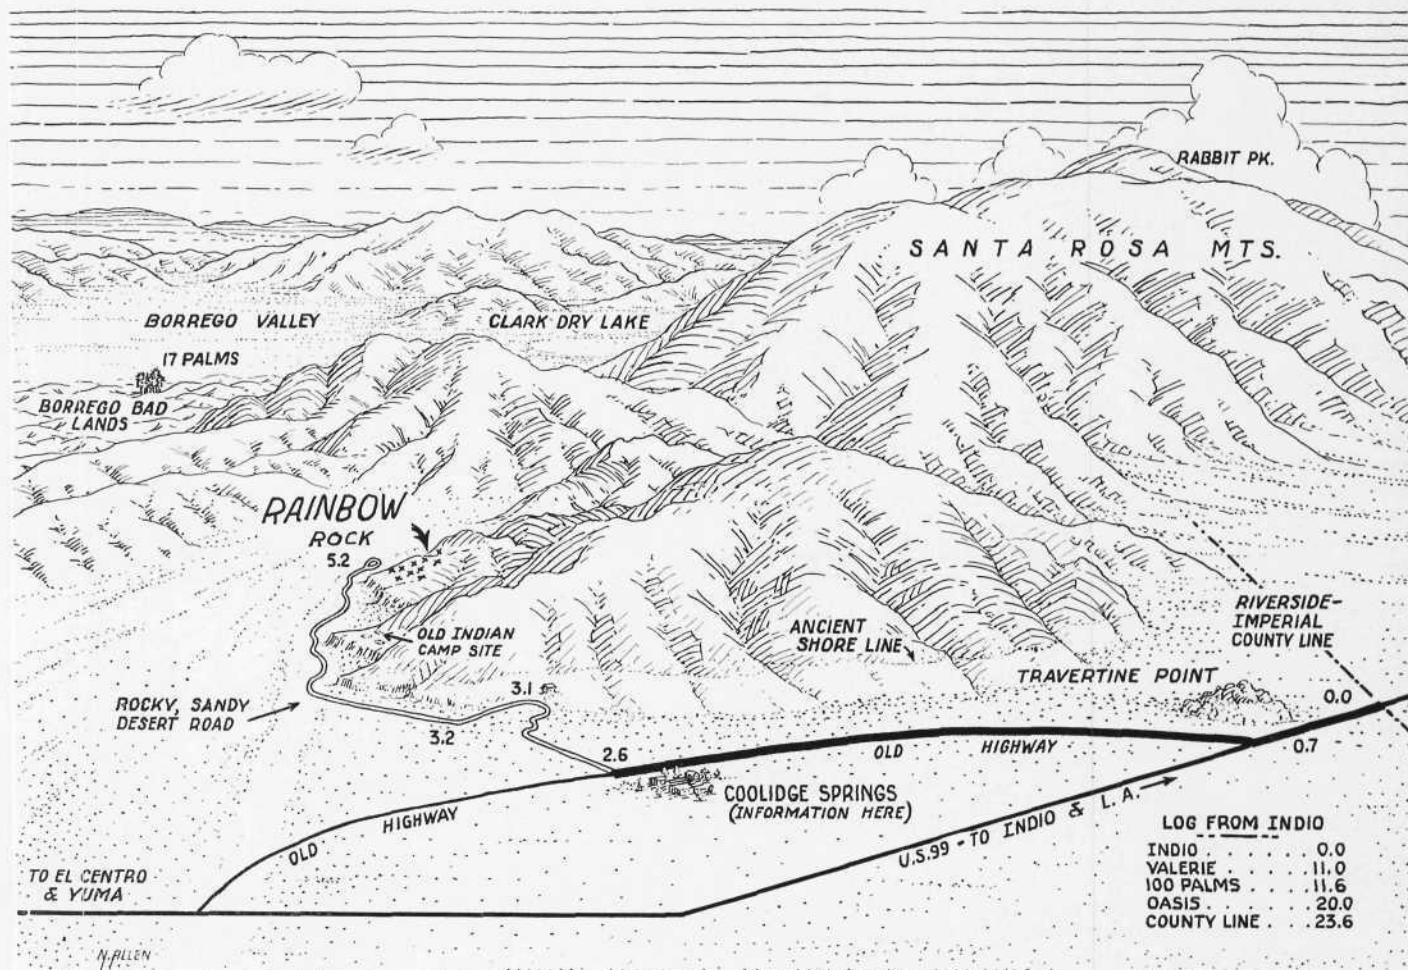 RABBIT PK.
SANTA ROSA MTS.
BORREGO VALLEY
CLARK DRY LAKE
17 PALMS
BORREGO BAD
LANDS
RAINBOW
ROCK
5.2
OLD INDIAN
CAMP SITE
ANCIENT
SHORE LINE
RIVERSIDE-
IMPERIAL
COUNTY LINE
TRAVERTINE POINT
ROCKY, SANDY
DESERT ROAD
3.1
3.2
0.0
0.7
2.6
OLD HIGHWAY
COOLIDGE SPRINGS
(INFORMATION HERE)
OLD HIGHWAY
U.S.99 - TO INDIO & L.A.
TO EL CENTRO
& YUMA
LOG FROM INDIO
INDIO . . . . . . . 0.0
VALERIE . . . . . 11.0
100 PALMS . . . . 11.6
OASIS . . . . . . . 20.0
COUNTY LINE . . . 23.6
N. ALLEN